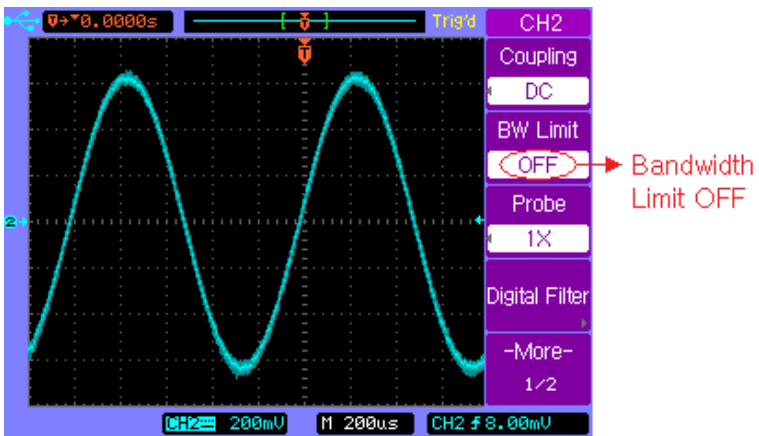 0.0000s
Trig'd
CH2
T
Coupling
DC
BW Limit
OFF
Bandwidth
Limit OFF
Probe
1X
2
Digital Filter
-More-
1/2
CH2 200mV
M 200us
CH2 8.00mV